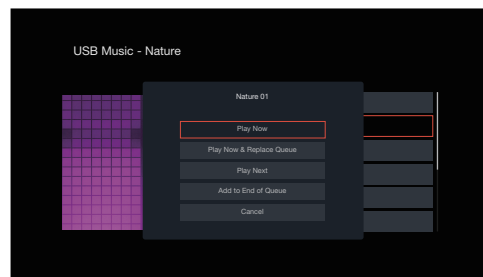 USB Music - Nature
Nature 01
Play Now
Play Now & Replace Queue
Play Next
Add to End of Queue
Cancel